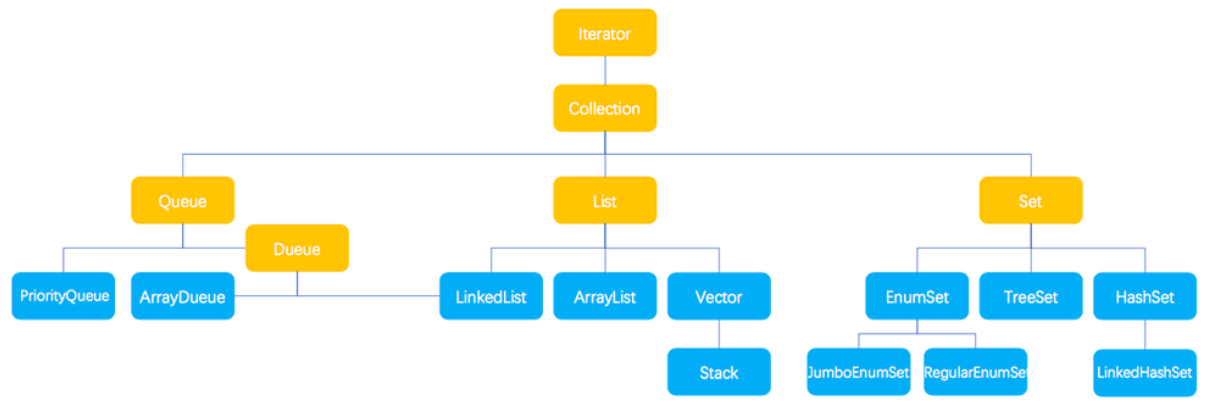 Iterator
Collection
Queue
List
Set
Dueue
PriorityQueue
ArrayDueue
LinkedList
ArrayList
Vector
EnumSet
TreeSet
HashSet
Stack
JumboEnumSet
RegularEnumSet
LinkedHashSet